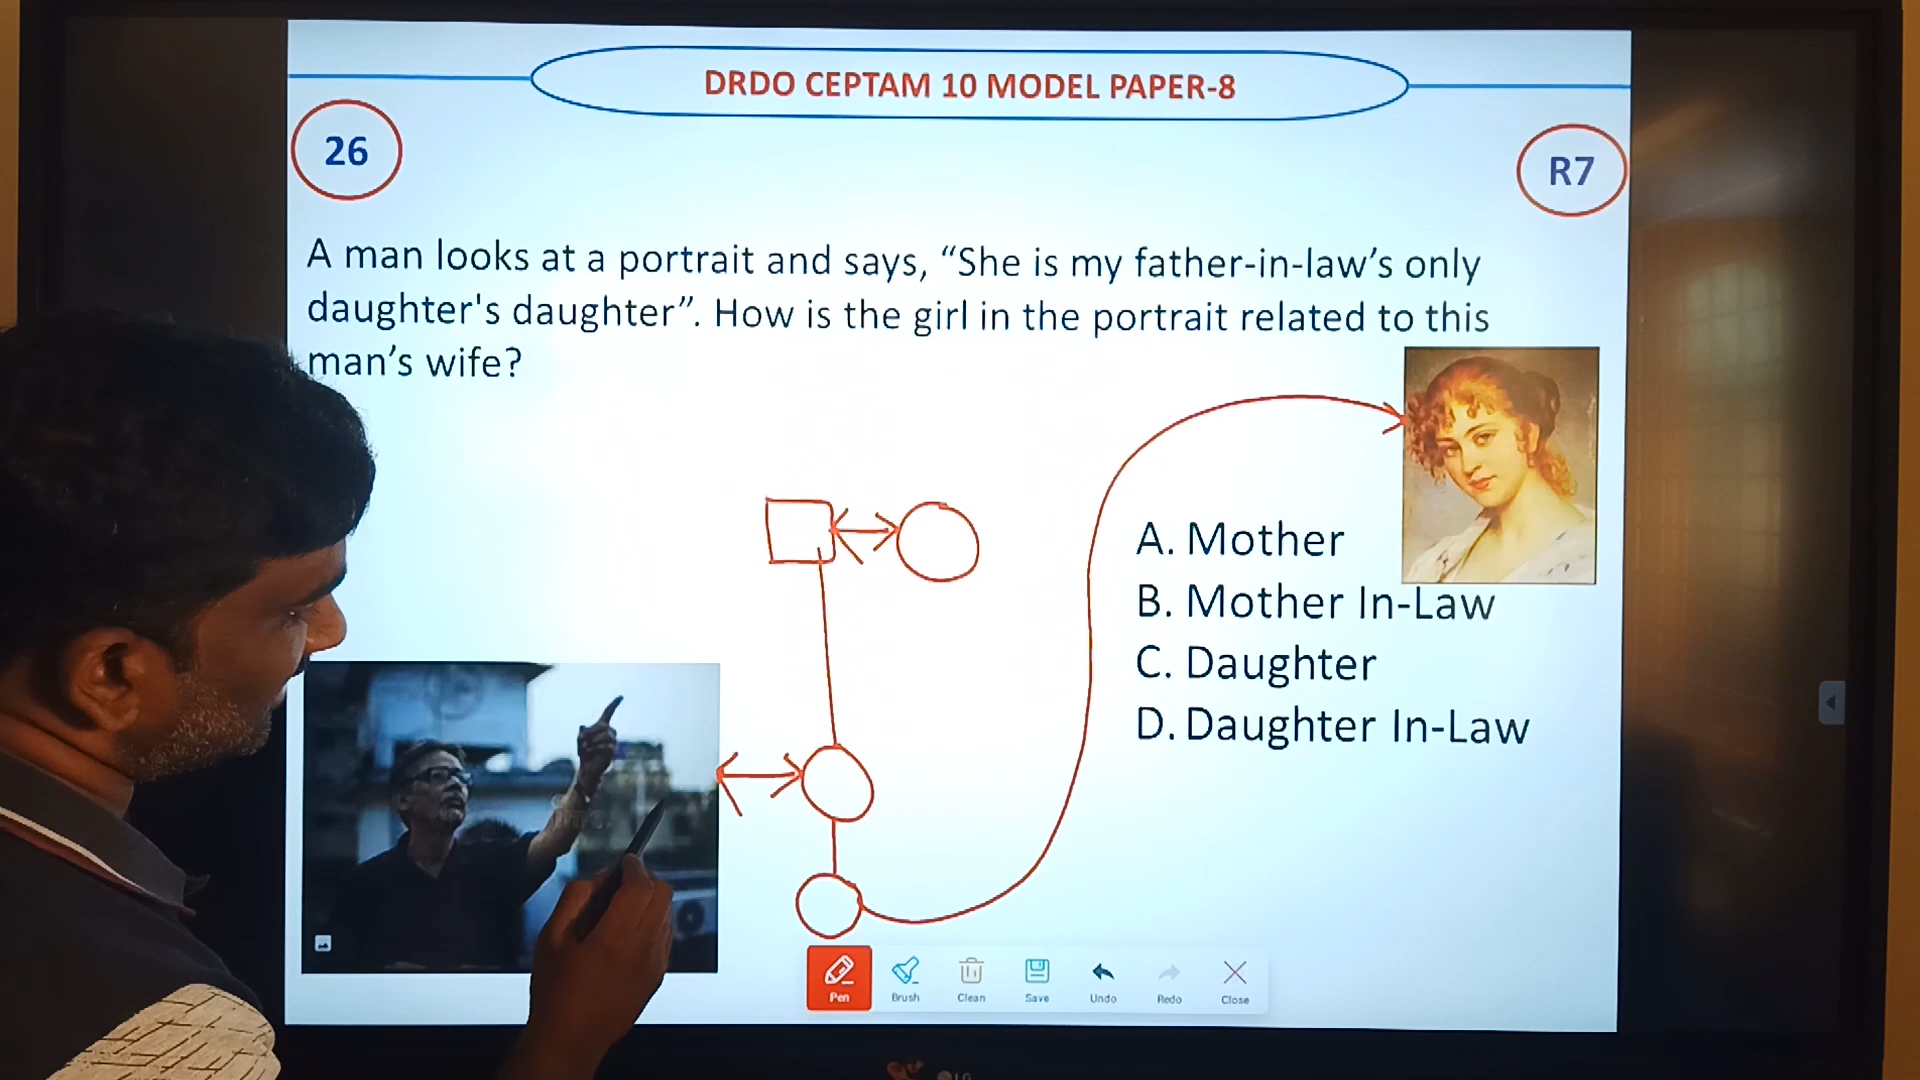 DRDO CEPTAM 10 MODEL PAPER-8
26
R7
A man looks at a portrait and says, “She is my father-in-law’s only
daughter's daughter”. How is the girl in the portrait related to this
man’s wife?
A. Mother
B. Mother In-Law
C. Daughter
D. Daughter In-Law
Pen
Brush
Clean
Save
Undo
Redo
Close